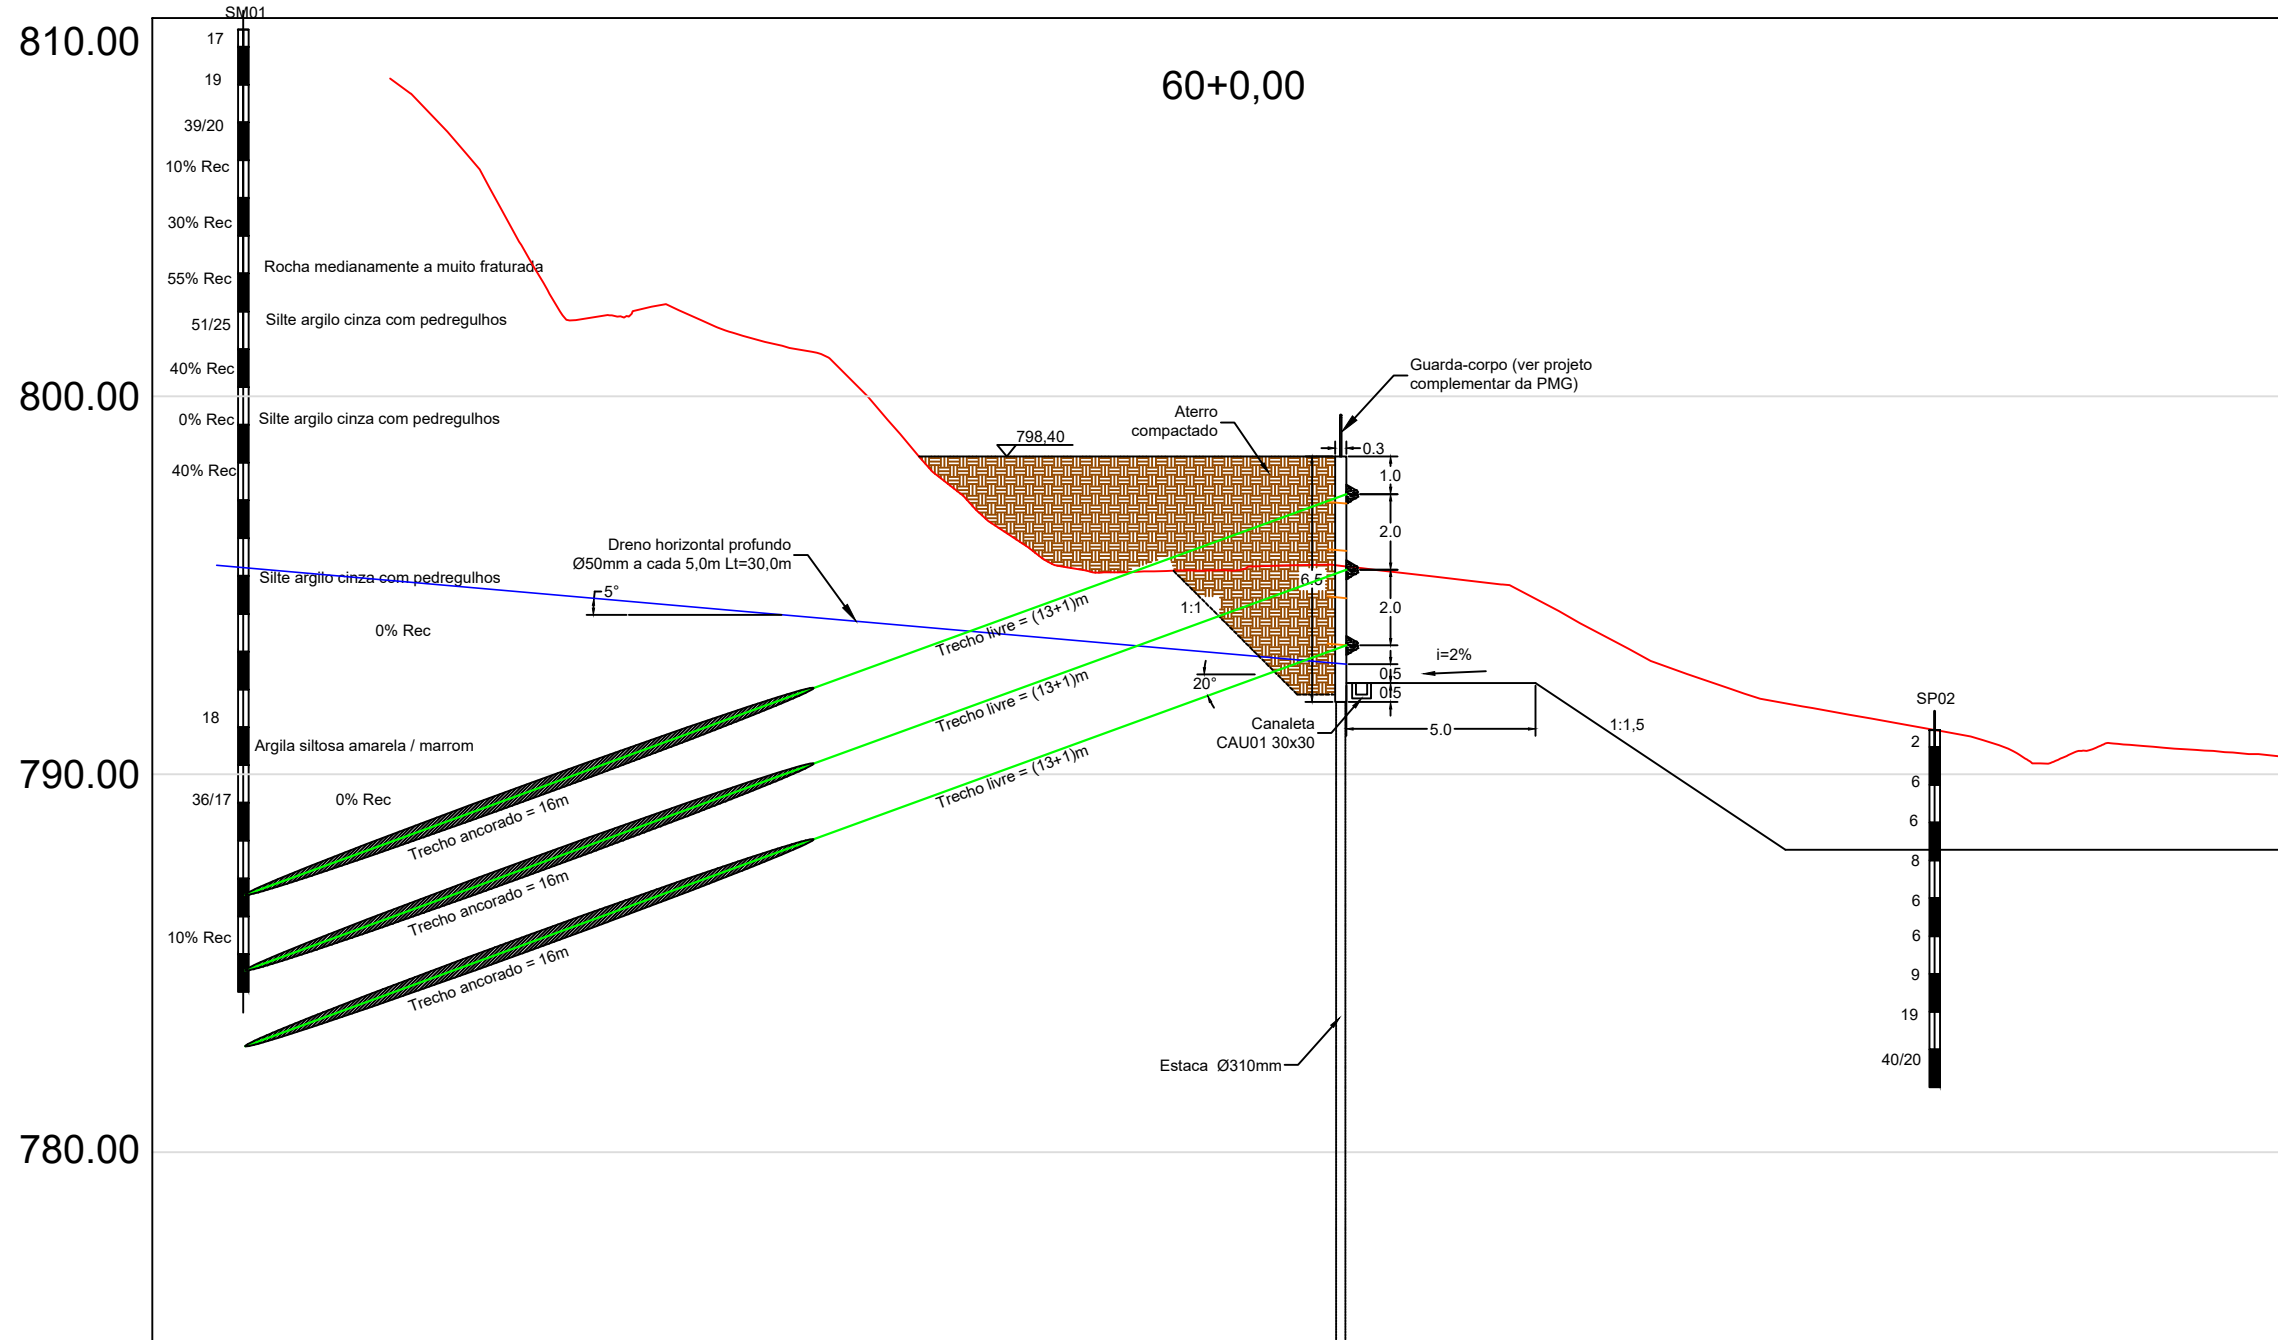 SM01
810.00
17
60+0,00
19
39/20
10% Rec
30% Rec
Rocha medianamente a muito fraturada
55% Rec
51/25
Silte argilo cinza com pedregulhos
40% Rec
Guarda-corpo (ver projeto
complementar da PMG)
800.00
0% Rec
Silte argilo cinza com pedregulhos
Aterro
compactado
798,40
0.3
1.0
40% Rec
2.0
Dreno horizontal profundo
Ø50mm a cada 5,0m Lt=30,0m
Silte argilo cinza com pedregulhos
5°
6.5
1:1
2.0
0% Rec
Trecho livre = (13+1)m
i=2%
20°
0.5
0.5
Trecho livre = (13+1)m
SP02
18
Canaleta
CAU01 30x30
5.0
1:1,5
Argila siltosa amarela / marrom
2
790.00
Trecho livre = (13+1)m
6
36/17
0% Rec
Trecho ancorado = 16m
6
8
Trecho ancorado = 16m
6
10% Rec
6
Trecho ancorado = 16m
9
19
Estaca Ø310mm
40/20
780.00